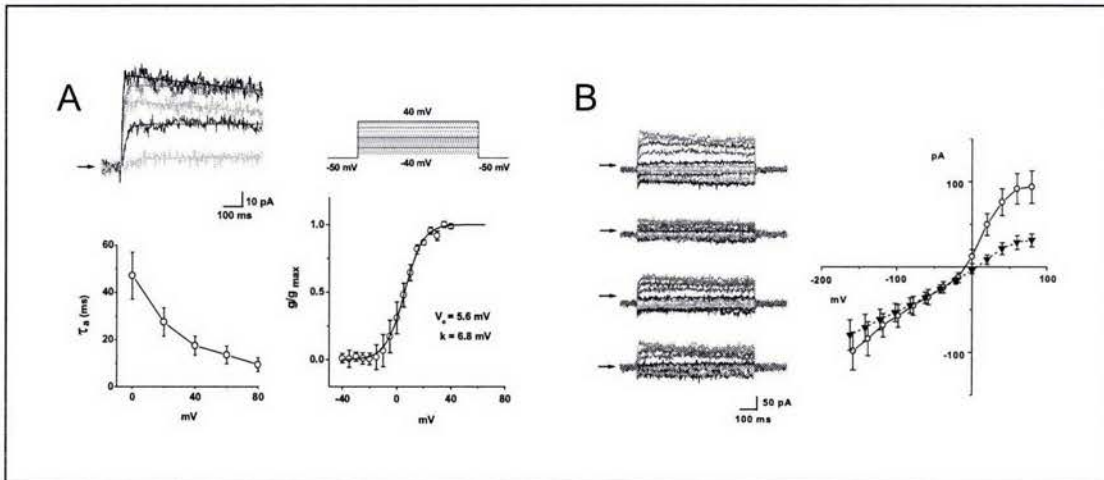 A
10 pA
100 ms
40 mV
-50 mV
-40 mV
-50 mV
60
40
20
0
τa (ms)
0
40
80
mV
1.0
0.5
0.0
g/gmax
Vo = 5.6 mV
k = 6.8 mV
-40
0
40
80
mV
B
50 pA
100 ms
pA
100
-200
-100
100
mV
-100